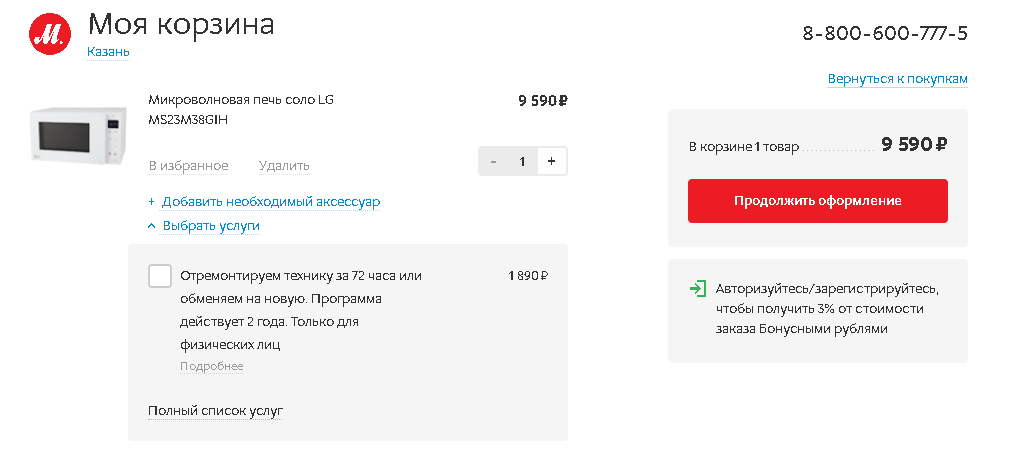 М.
Моя корзина
Казань
8-800-600-777-5
Вернуться к покупкам
Микроволновая печь соло LG
MS23M38GIH
9 590 ₽
В избранное Удалить
- 1 +
+ Добавить необходимый аксессуар
Выбрать услуги
Отремонтируем технику за 72 часа или
обменяем на новую. Программа
действует 2 года. Только для
физических лиц
1 890 ₽
Подробнее
Полный список услуг
В корзине 1 товар 9 590 ₽
Продолжить оформление
Авторизуйтесь/зарегистрируйтесь,
чтобы получить 3% от стоимости
заказа Бонусными рублями